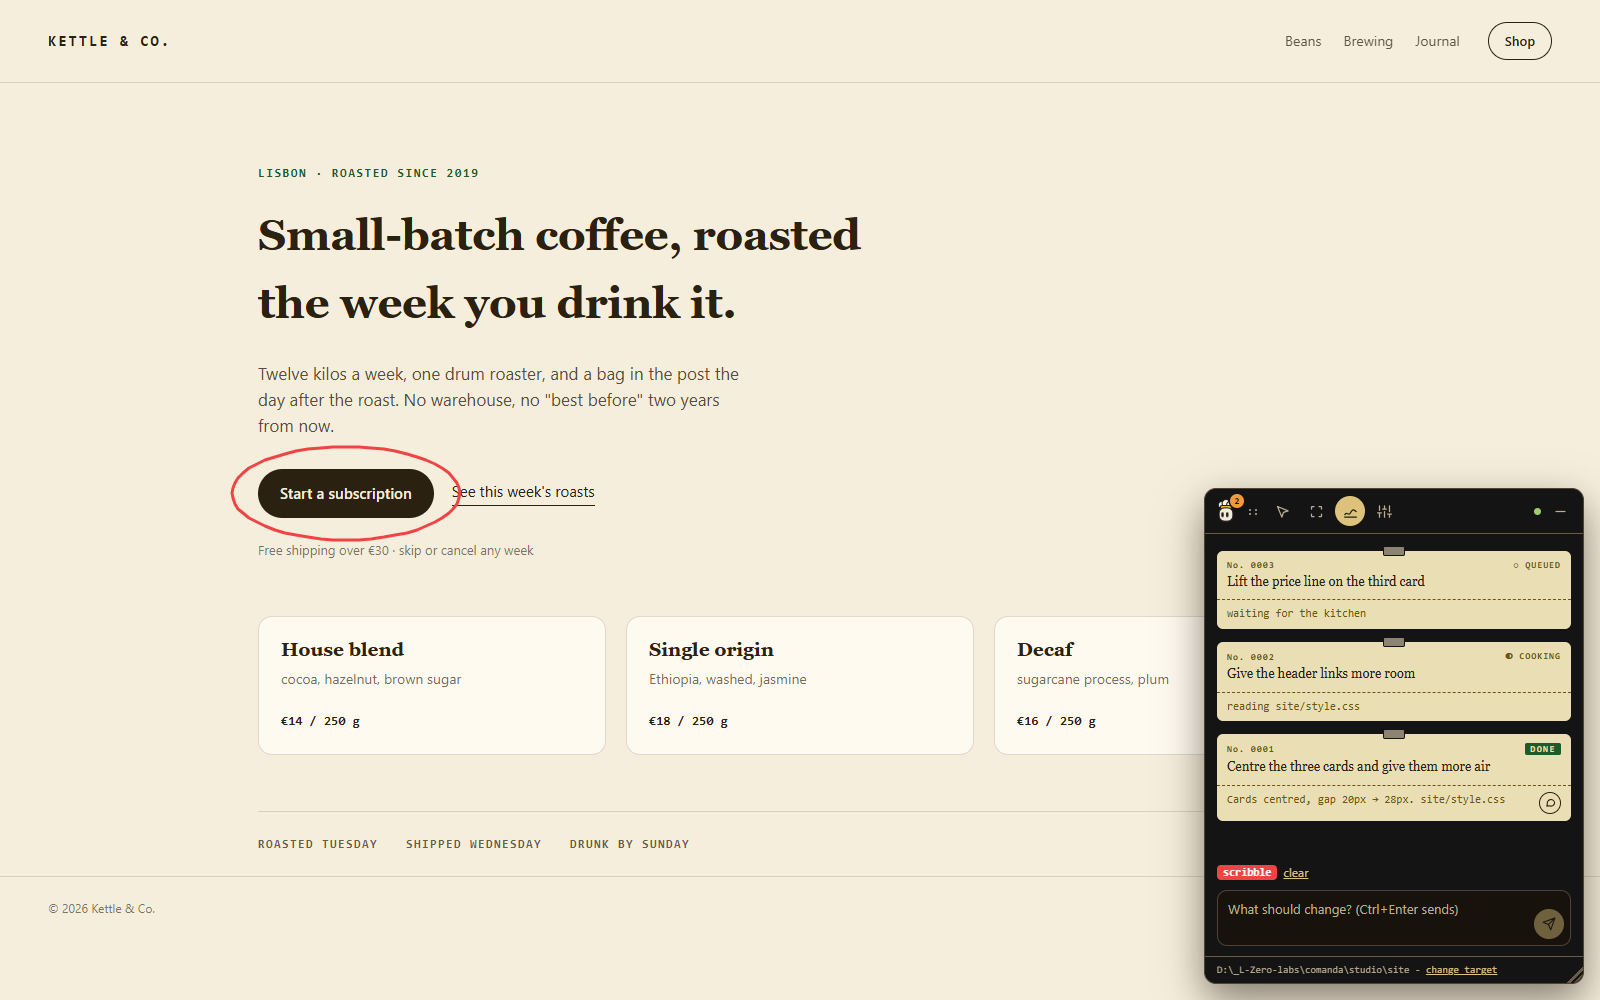 KETTLE & CO.
Beans Brewing Journal Shop
LISBON · ROASTED SINCE 2019
Small-batch coffee, roasted
the week you drink it.
Twelve kilos a week, one drum roaster, and a bag in the post the
day after the roast. No warehouse, no "best before" two years
from now.
Start a subscription
See this week's roasts
Free shipping over €30 · skip or cancel any week
House blend
cocoa, hazelnut, brown sugar
€14 / 250 g
Single origin
Ethiopia, washed, jasmine
€18 / 250 g
Decaf
sugarcane process, plum
€16 / 250 g
ROASTED TUESDAY SHIPPED WEDNESDAY DRUNK BY SUNDAY
© 2026 Kettle & Co.
2
No. 0003 QUEUED
Lift the price line on the third card
waiting for the kitchen
No. 0002 COOKING
Give the header links more room
reading site/style.css
No. 0001 DONE
Centre the three cards and give them more air
Cards centred, gap 20px → 28px. site/style.css
scribble clear
What should change? (Ctrl+Enter sends)
D:\_L-Zero-labs\comanda\studio\site - change target